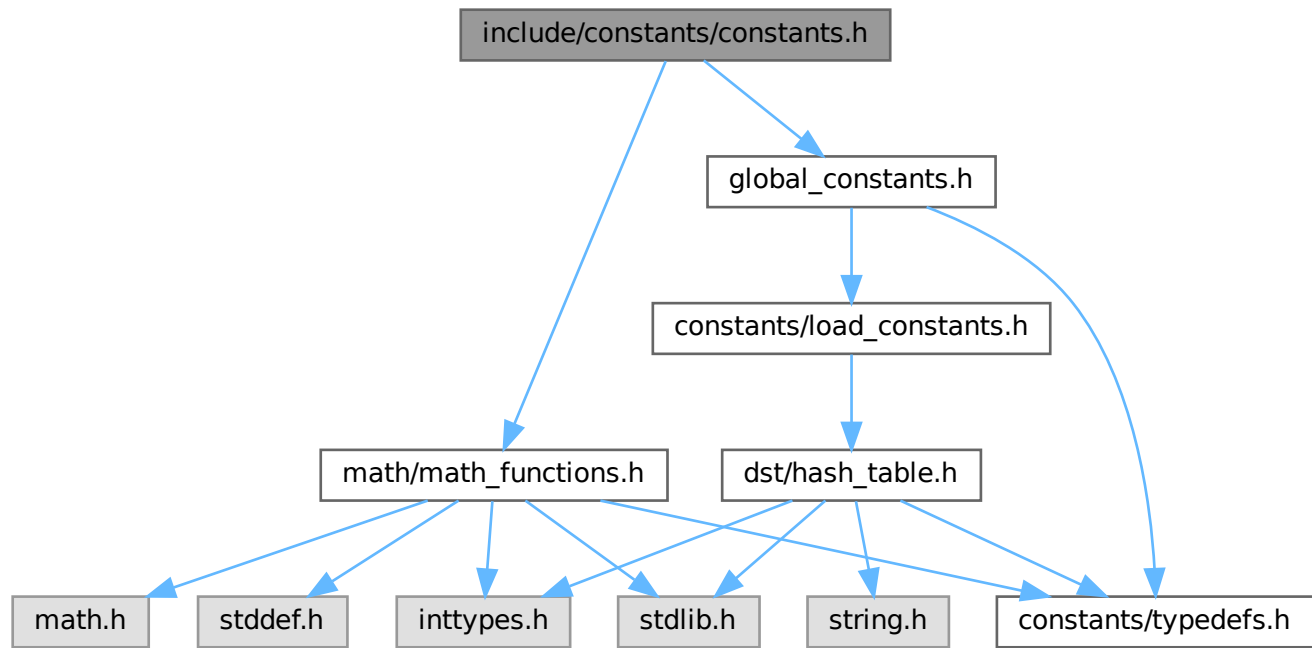 include/constants/constants.h
global_constants.h
constants/load_constants.h
math/math_functions.h
dst/hash_table.h
math.h
stddef.h
inttypes.h
stdlib.h
string.h
constants/typedefs.h